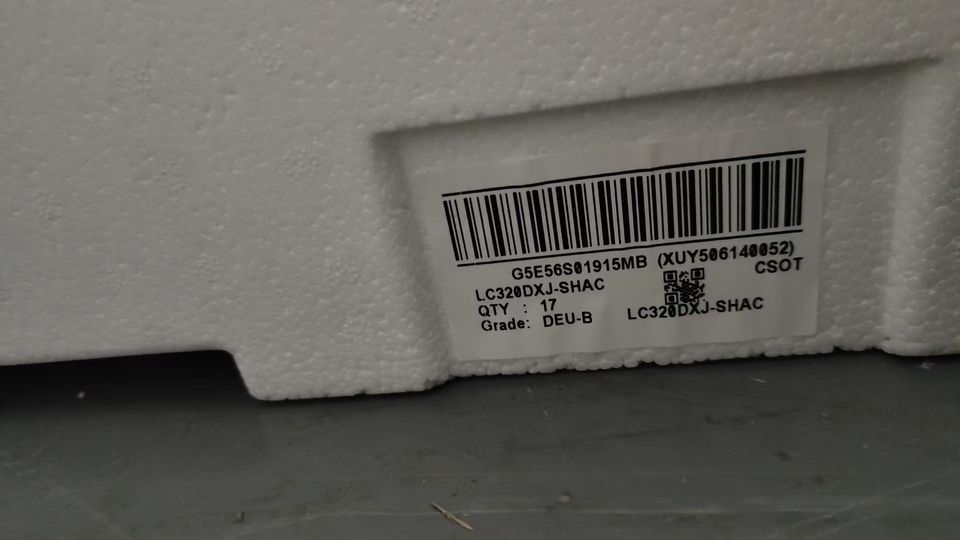 G5E56S01915MB (XUY506140052)
LC320DXJ-SHAC CSOT
QTY : 17
Grade: DEU-B LC320DXJ-SHAC